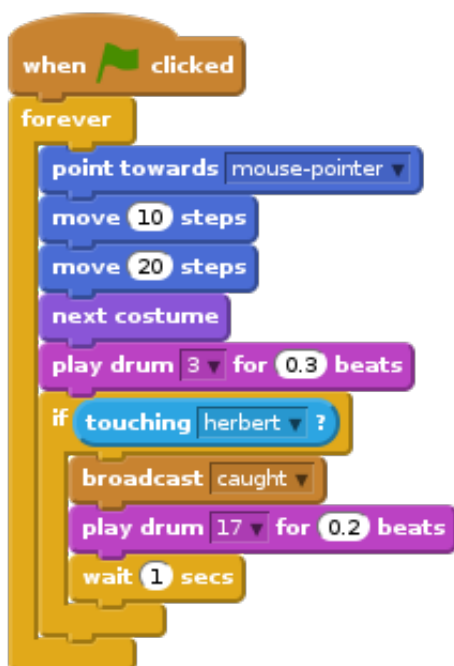 when clicked
forever
point towards mouse-pointer
move 10 steps
move 20 steps
next costume
play drum 3 for 0.3 beats
if touching herbert ?
broadcast caught
play drum 17 for 0.2 beats
wait 1 secs